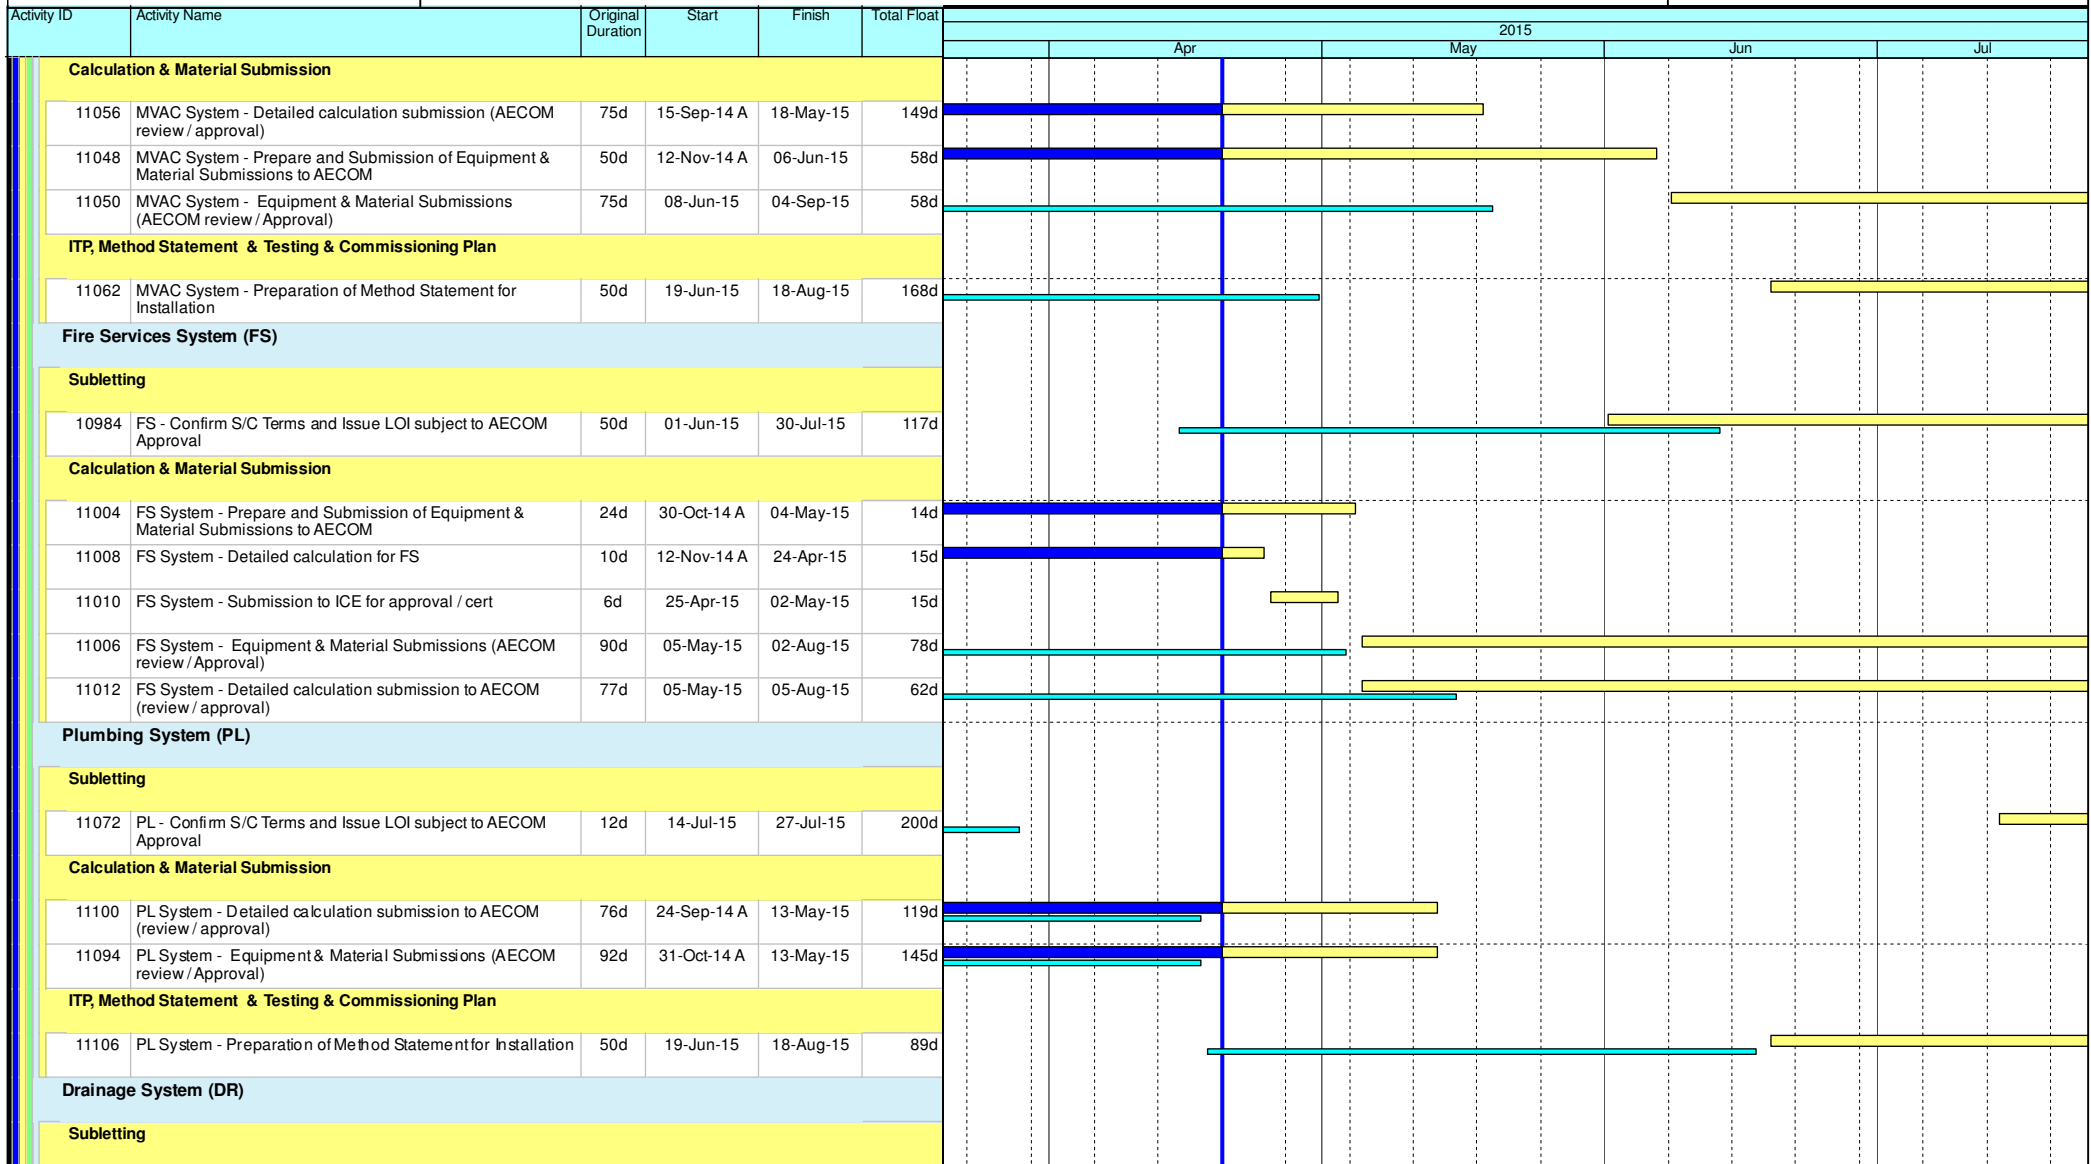 Activity ID Activity Name Original Duration Start Finish Total Float
2015
Apr May Jun Jul
Calculation & Material Submission
11056 MVAC System - Detailed calculation submission (AECOM 75d 15-Sep-14 A 18-May-15 149d
review / approval)
11048 MVAC System - Prepare and Submission of Equipment & 50d 12-Nov-14 A 06-Jun-15 58d
Material Submissions to AECOM
11050 MVAC System - Equipment & Material Submissions 75d 08-Jun-15 04-Sep-15 58d
(AECOM review / Approval)
ITP, Method Statement & Testing & Commissioning Plan
11062 MVAC System - Preparation of Method Statement for 50d 19-Jun-15 18-Aug-15 168d
Installation
Fire Services System (FS)
Subletting
10984 FS - Confirm S/C Terms and Issue LOI subject to AECOM 50d 01-Jun-15 30-Jul-15 117d
Approval
Calculation & Material Submission
11004 FS System - Prepare and Submission of Equipment & 24d 30-Oct-14 A 04-May-15 14d
Material Submissions to AECOM
11008 FS System - Detailed calculation for FS 10d 12-Nov-14 A 24-Apr-15 15d
11010 FS System - Submission to ICE for approval / cert 6d 25-Apr-15 02-May-15 15d
11006 FS System - Equipment & Material Submissions (AECOM 90d 05-May-15 02-Aug-15 78d
review / Approval)
11012 FS System - Detailed calculation submission to AECOM 77d 05-May-15 05-Aug-15 62d
(review / approval)
Plumbing System (PL)
Subletting
11072 PL - Confirm S/C Terms and Issue LOI subject to AECOM 12d 14-Jul-15 27-Jul-15 200d
Approval
Calculation & Material Submission
11100 PL System - Detailed calculation submission to AECOM 76d 24-Sep-14 A 13-May-15 119d
(review / approval)
11094 PL System - Equipment & Material Submissions (AECOM 92d 31-Oct-14 A 13-May-15 145d
review / Approval)
ITP, Method Statement & Testing & Commissioning Plan
11106 PL System - Preparation of Method Statement for Installation 50d 19-Jun-15 18-Aug-15 89d
Drainage System (DR)
Subletting